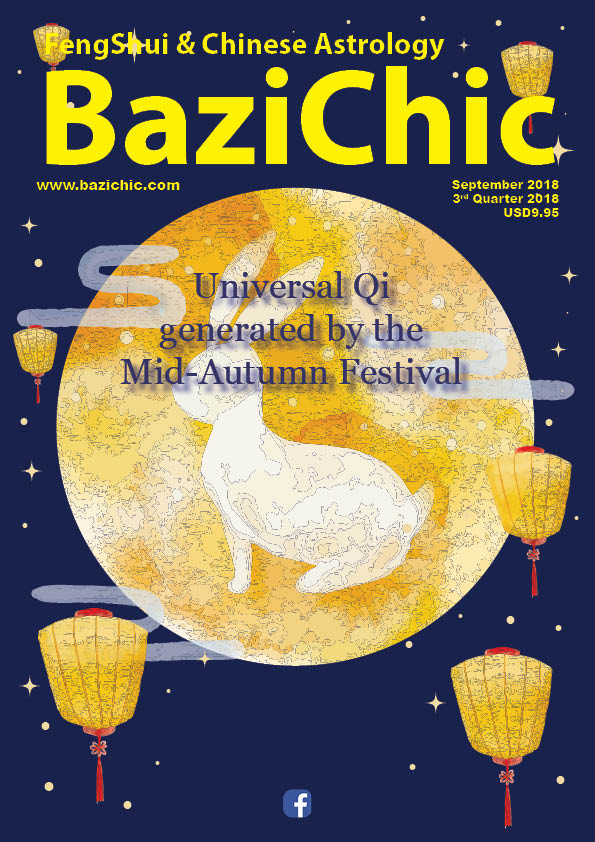 FengShui & Chinese Astrology
BaziChic
www.bazichic.com
September 2018
3rd Quarter 2018
USD9.95
Universal Qi
generated by the
Mid-Autumn Festival